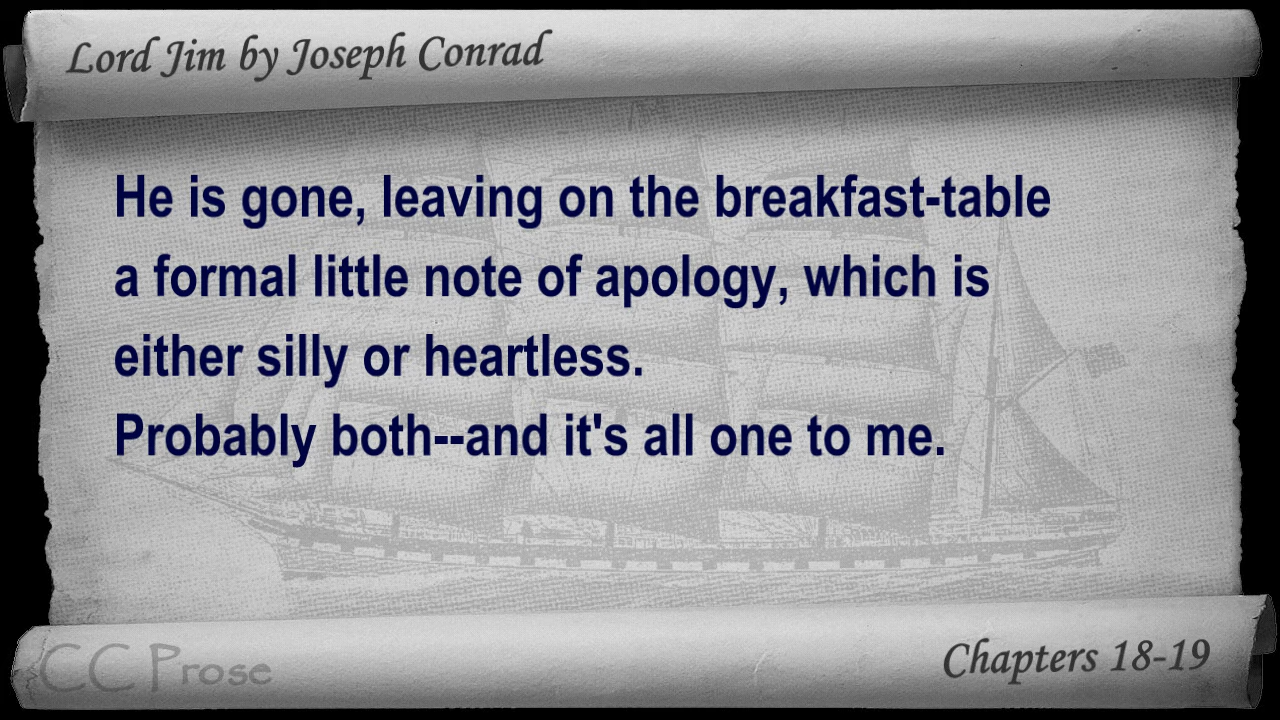 Lord Jim by Joseph Conrad
He is gone, leaving on the breakfast-table
a formal little note of apology, which is
either silly or heartless.
Probably both--and it's all one to me.
CC Prose
Chapters 18-19